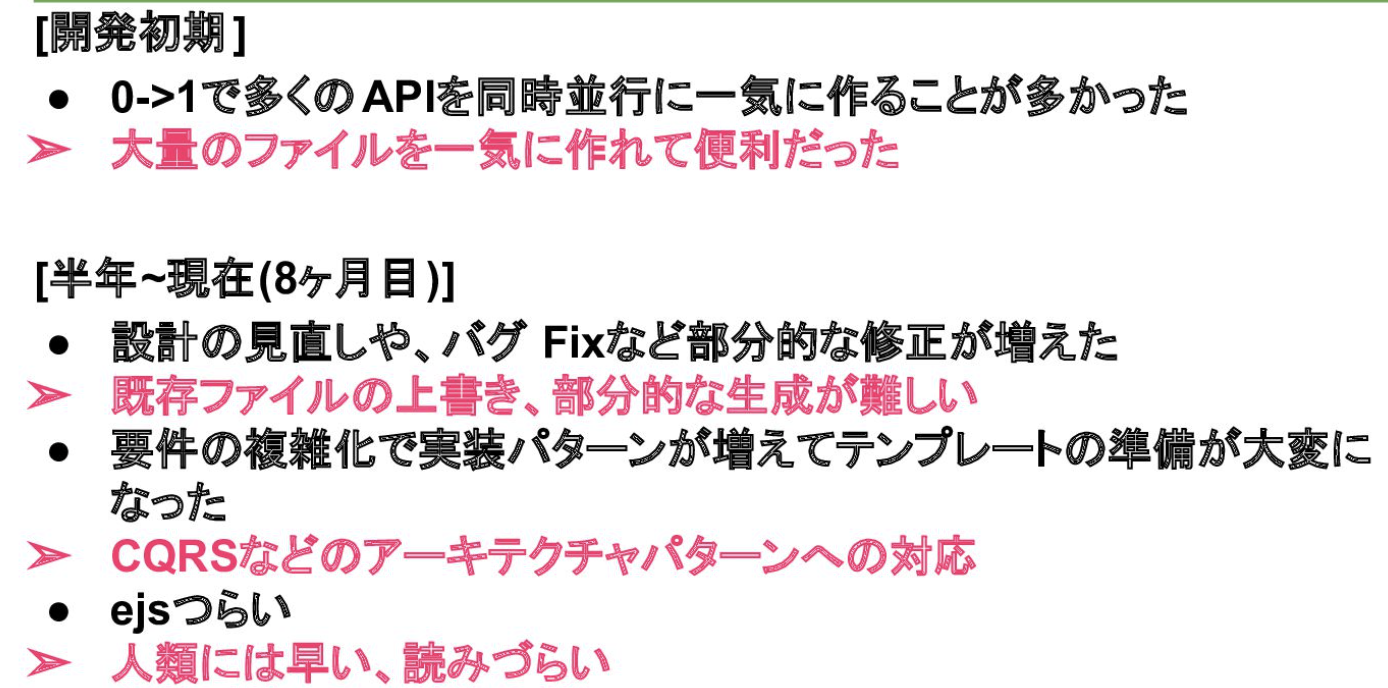 [開発初期]
● 0->1で多くのAPIを同時並行に一気に作ることが多かった
➢ 大量のファイルを一気に作れて便利だった
[半年~現在(8ヶ月目)]
● 設計の見直しや、バグ Fixなど部分的な修正が増えた
➢ 既存ファイルの上書き、部分的な生成が難しい
● 要件の複雑化で実装パターンが増えてテンプレートの準備が大変に
なった
➢ CQRSなどのアーキテクチャパターンへの対応
● ejsつらい
➢ 人類には早い、読みづらい